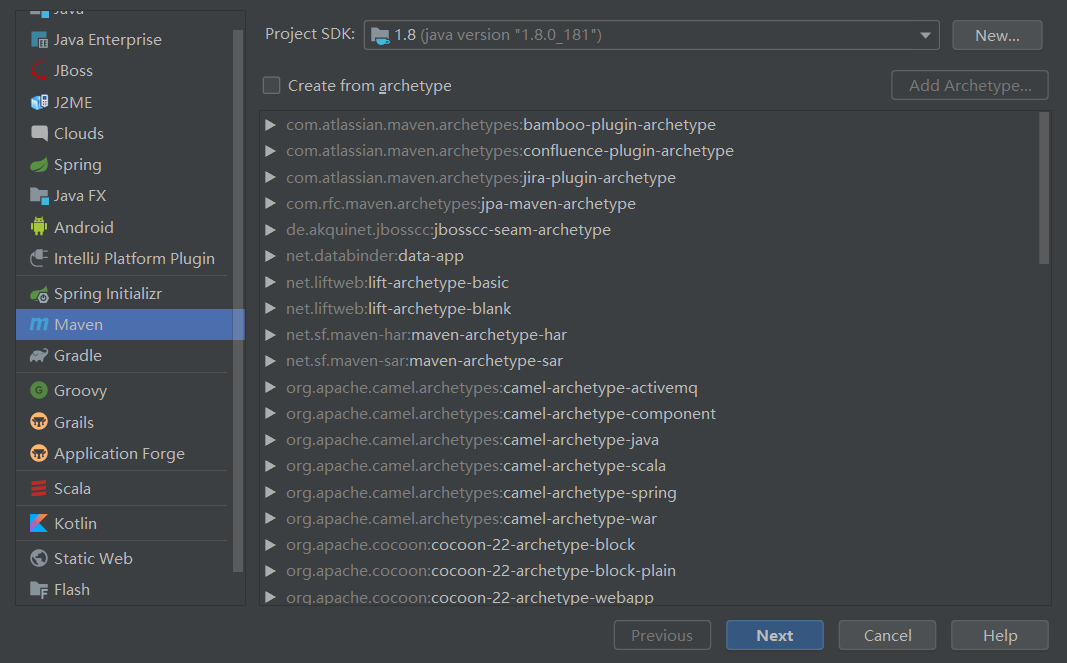 Java
Java Enterprise
JBoss
J2ME
Clouds
Spring
Java FX
Android
IntelliJ Platform Plugin
Spring Initializr
Maven
Gradle
Groovy
Grails
Application Forge
Scala
Kotlin
Static Web
Flash
Project SDK: 1.8 (java version "1.8.0_181") New...
Create from archetype Add Archetype...
com.atlassian.maven.archetypes:bamboo-plugin-archetype
com.atlassian.maven.archetypes:confluence-plugin-archetype
com.atlassian.maven.archetypes:jira-plugin-archetype
com.rfc.maven.archetypes:jpa-maven-archetype
de.akquinet.jbosscc:jbosscc-seam-archetype
net.databinder:data-app
net.liftweb:lift-archetype-basic
net.liftweb:lift-archetype-blank
net.sf.maven-har:maven-archetype-har
net.sf.maven-sar:maven-archetype-sar
org.apache.camel.archetypes:camel-archetype-activemq
org.apache.camel.archetypes:camel-archetype-component
org.apache.camel.archetypes:camel-archetype-java
org.apache.camel.archetypes:camel-archetype-scala
org.apache.camel.archetypes:camel-archetype-spring
org.apache.camel.archetypes:camel-archetype-war
org.apache.cocoon:cocoon-22-archetype-block
org.apache.cocoon:cocoon-22-archetype-block-plain
org.apache.cocoon:cocoon-22-archetype-webapp
Previous Next Cancel Help